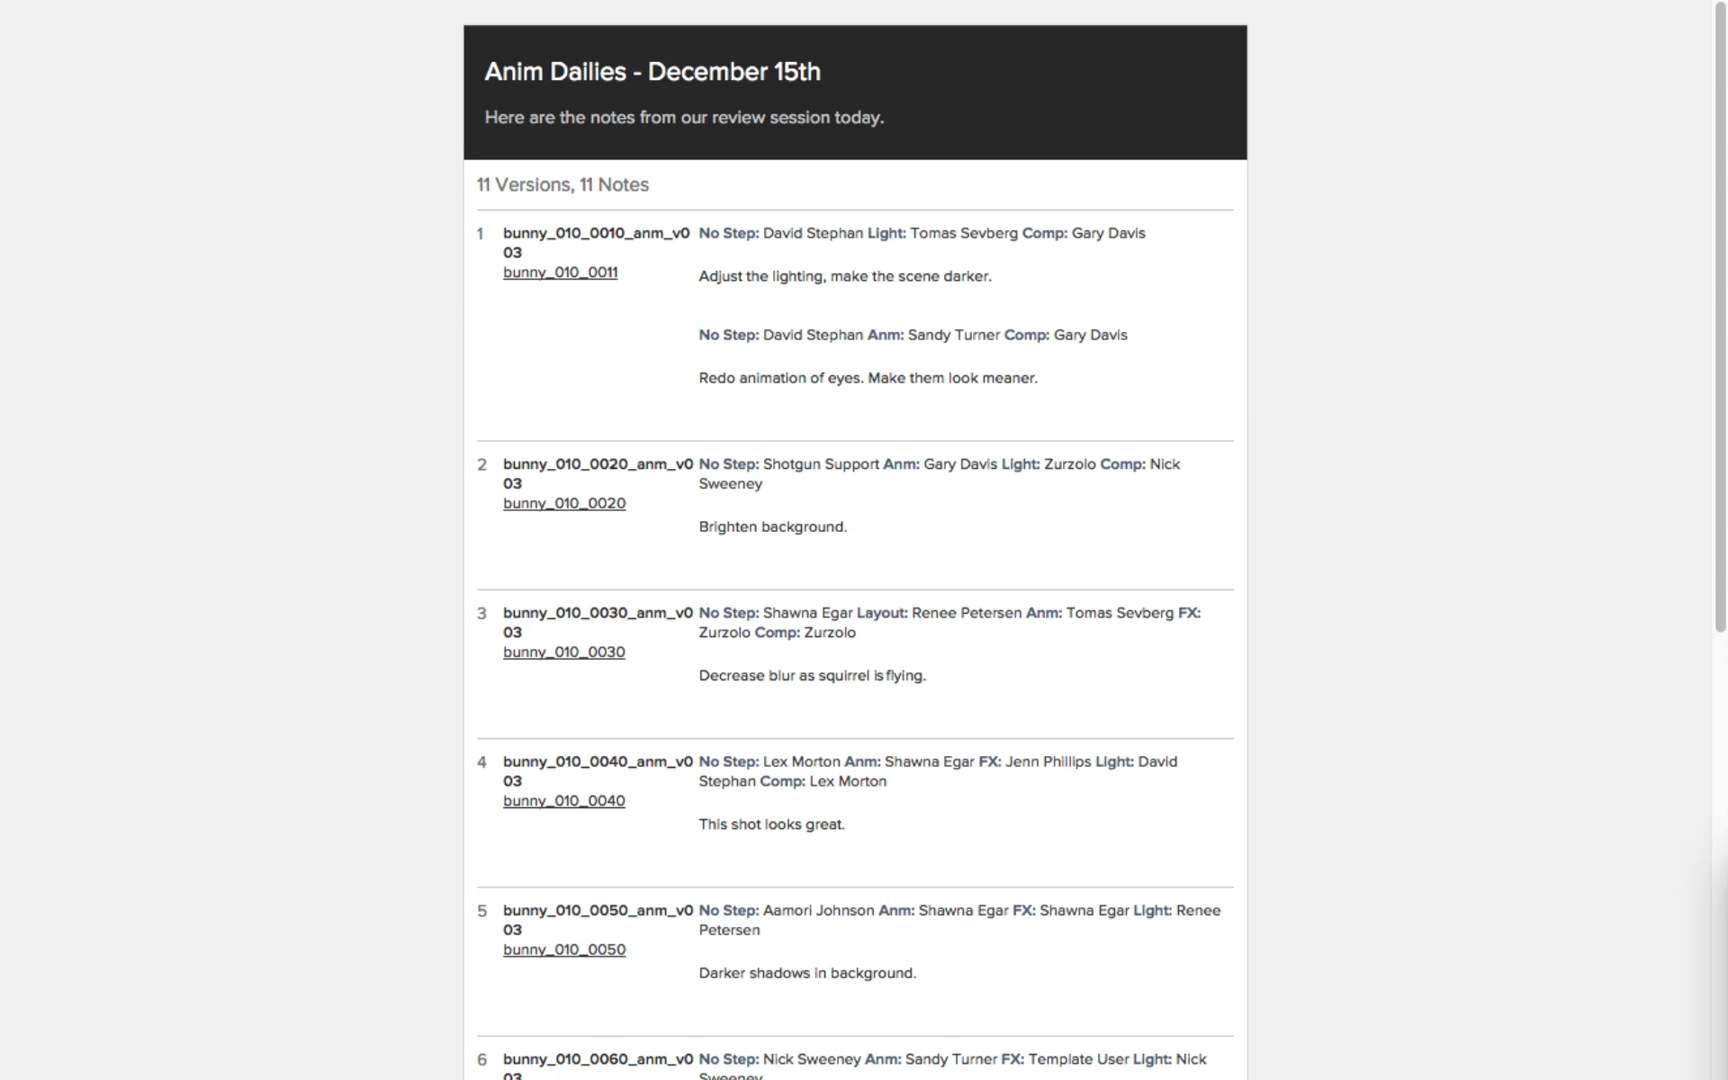 Anim Dailies - December 15th
Here are the notes from our review session today.
11 Versions, 11 Notes
1 bunny_010_0010_anm_v0 No Step: David Stephan Light: Tomas Sevberg Comp: Gary Davis
03
bunny_010_0011
Adjust the lighting, make the scene darker.
No Step: David Stephan Anm: Sandy Turner Comp: Gary Davis
Redo animation of eyes. Make them look meaner.
2 bunny_010_0020_anm_v0 No Step: Shotgun Support Anm: Gary Davis Light: Zurzolo Comp: Nick
03 Sweeney
bunny_010_0020
Brighten background.
3 bunny_010_0030_anm_v0 No Step: Shawna Egar Layout: Renee Petersen Anm: Tomas Sevberg FX:
03 Zurzolo Comp: Zurzolo
bunny_010_0030
Decrease blur as squirrel is flying.
4 bunny_010_0040_anm_v0 No Step: Lex Morton Anm: Shawna Egar FX: Jenn Phillips Light: David
03 Stephan Comp: Lex Morton
bunny_010_0040
This shot looks great.
5 bunny_010_0050_anm_v0 No Step: Aamori Johnson Anm: Shawna Egar FX: Shawna Egar Light: Renee
03 Petersen
bunny_010_0050
Darker shadows in background.
6 bunny_010_0060_anm_v0 No Step: Nick Sweeney Anm: Sandy Turner FX: Template User Light: Nick
03 Sweeney